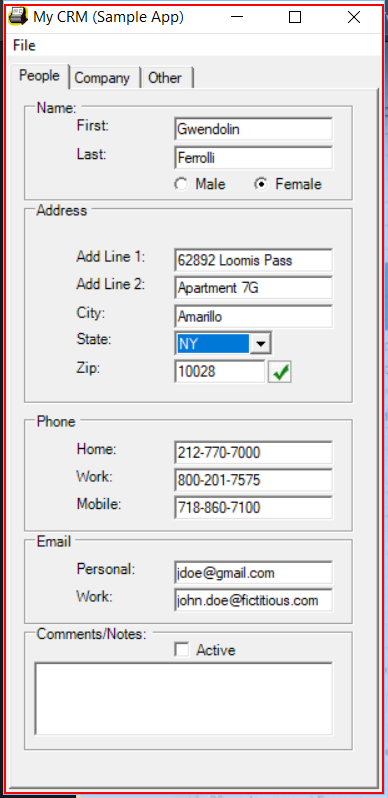 My CRM (Sample App)
File
People Company Other
Name:
First: Gwendolin
Last: Ferrolli
Male Female
Address
Add Line 1: 62892 Loomis Pass
Add Line 2: Apartment 7G
City: Amarillo
State: NY
Zip: 10028
Phone
Home: 212-770-7000
Work: 800-201-7575
Mobile: 718-860-7100
Email
Personal: jdoe@gmail.com
Work: john.doe@fictitious.com
Comments/Notes:
Active